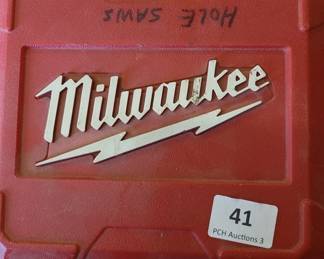 HOLE SAWS
Milwaukee
41
PCH Auctions 3